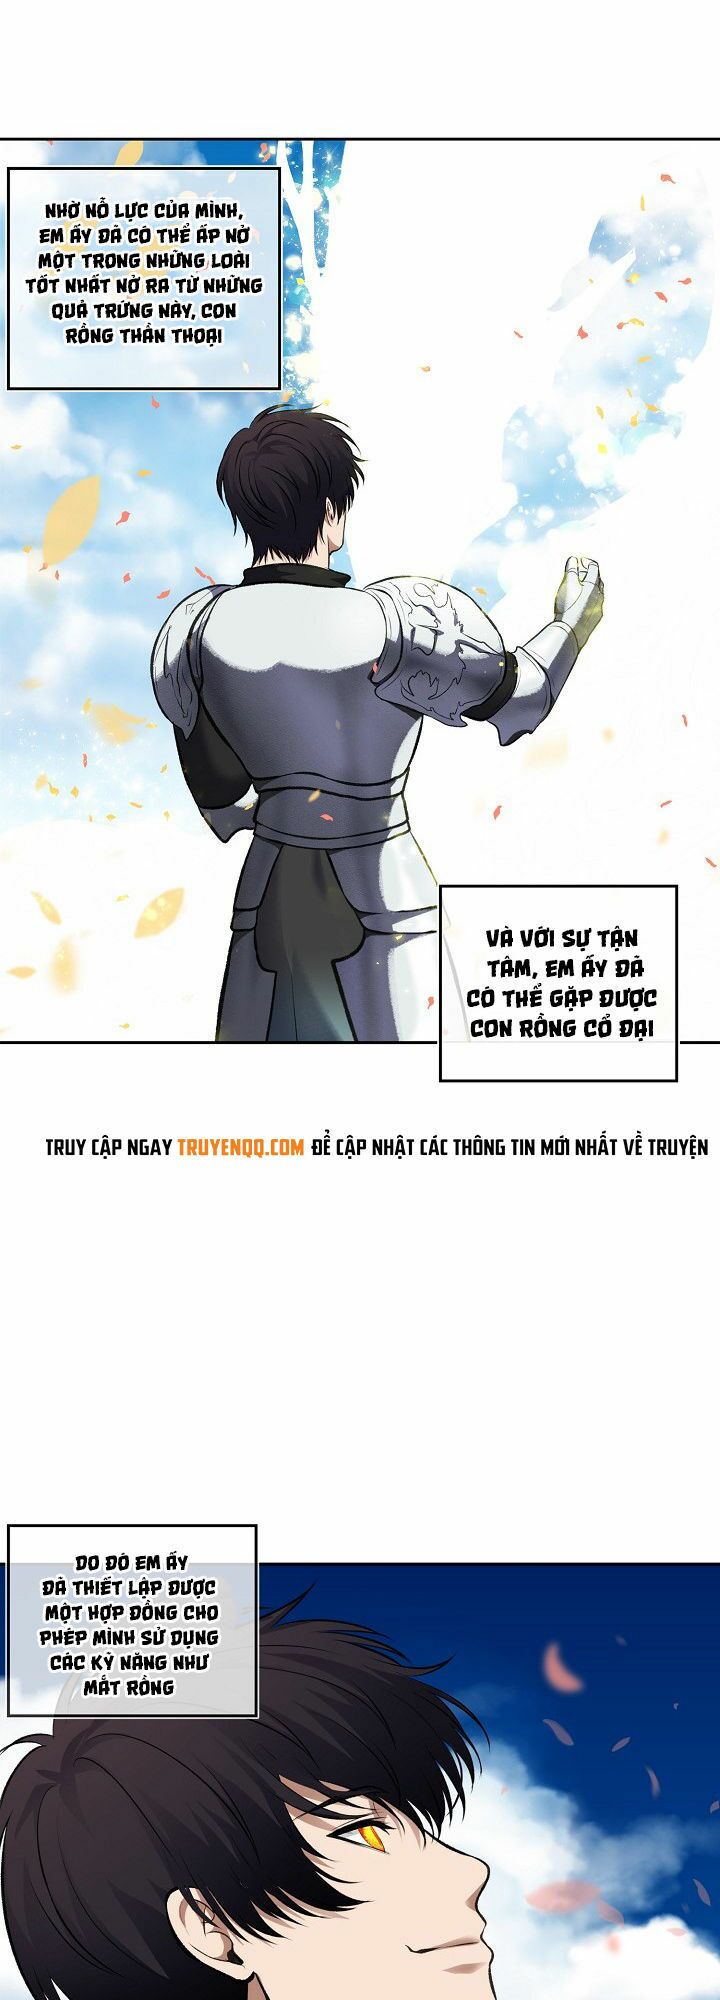 NHỜ NỖ LỰC CỦA MÌNH,
EM ẤY ĐÃ CÓ THỂ ẤP NỞ
MỘT TRONG NHỮNG LOÀI
TỐT NHẤT NỞ RA TỪ NHỮNG
QUẢ TRỨNG NÀY, CON
RỒNG THẦN THOẠI
VÀ VỚI SỰ TẬN
TÂM, EM ẤY ĐÃ
CÓ THỂ GẶP ĐƯỢC
CON RỒNG CỔ ĐẠI
TRUY CẬP NGAY TRUYENQQ.COM ĐỂ CẬP NHẬT CÁC THÔNG TIN MỚI NHẤT VỀ TRUYỆN
DO ĐÓ EM ẤY
ĐÃ THIẾT LẬP ĐƯỢC
MỘT HỢP ĐỒNG CHO
PHÉP MÌNH SỬ DỤNG
CÁC KỸ NĂNG NHƯ
MẮT RỒNG